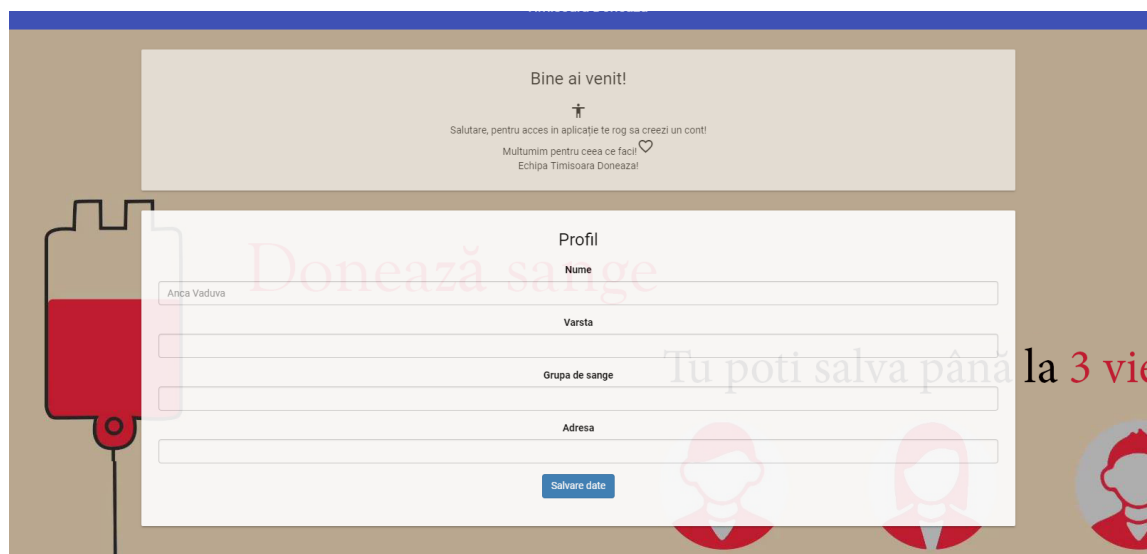 Bine ai venit!
Salutare, pentru acces in aplicație te rog sa creezi un cont!
Multumim pentru ceea ce faci!
Echipa Timisoara Doneaza!
Profil
Donează sange
Nume
Anca Vaduva
Varsta
Tu poti salva până la 3 vie
Grupa de sange
Adresa
Salvare date